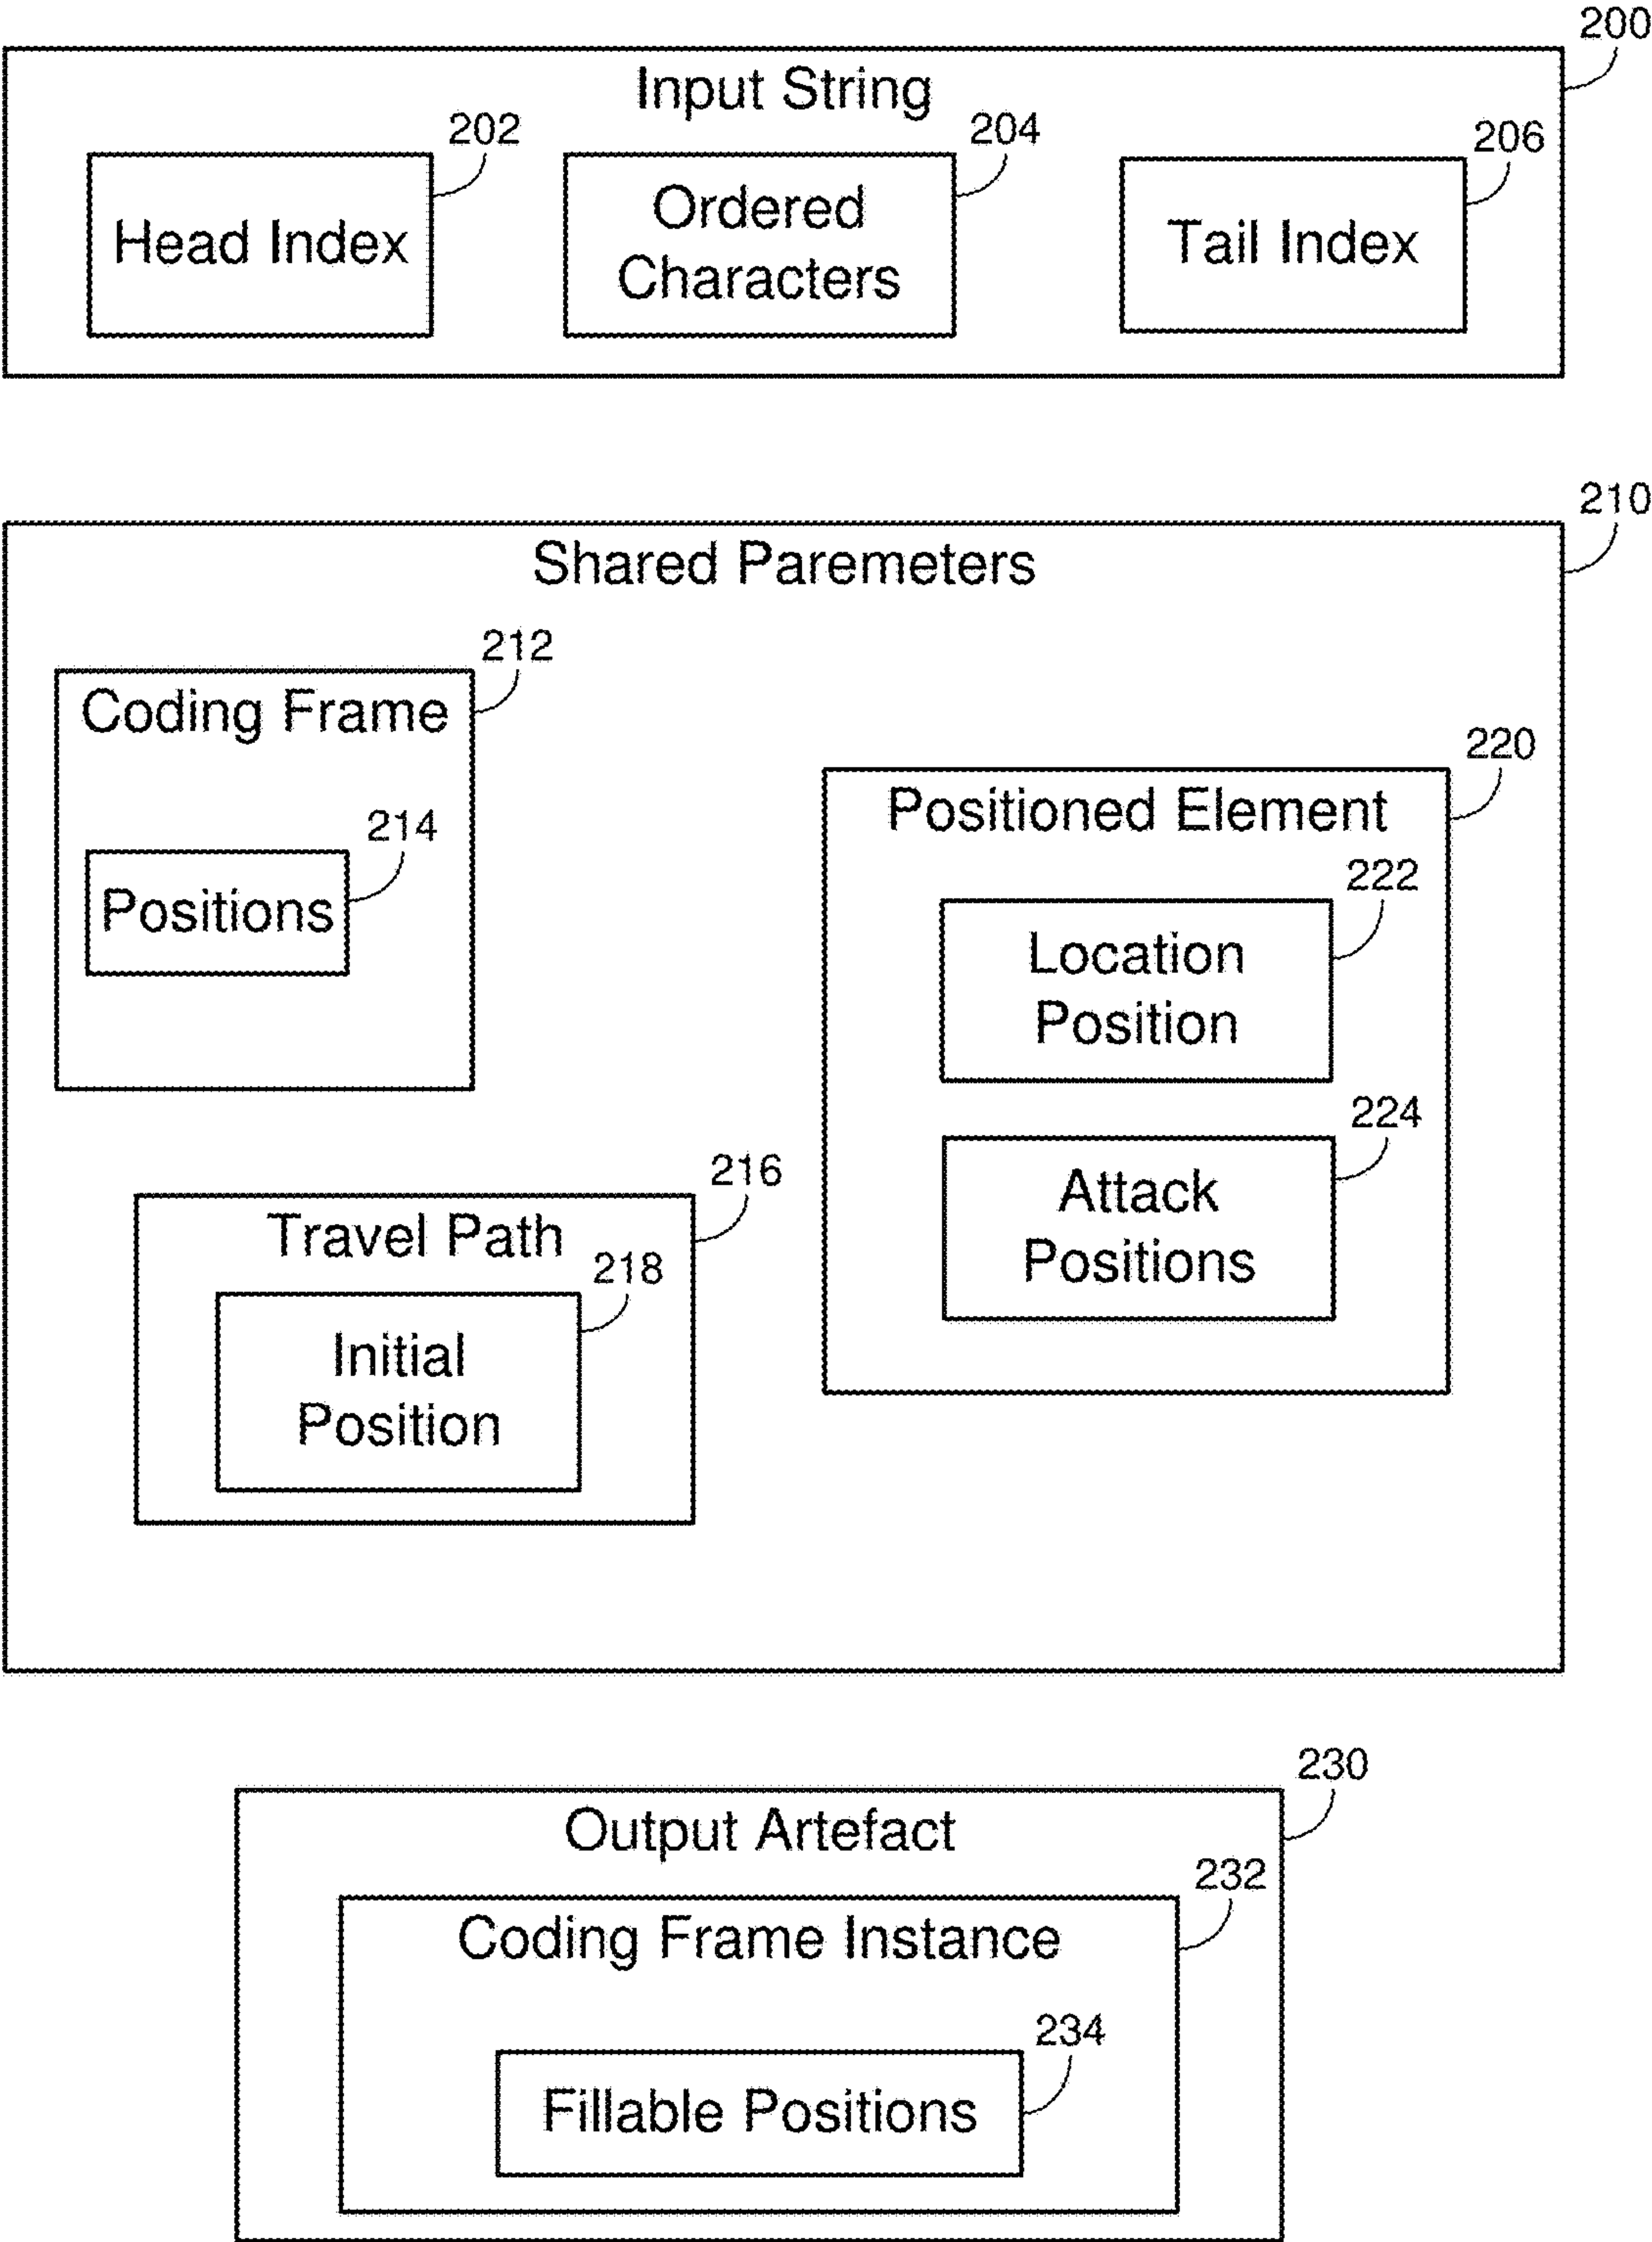 200
Input String
202
204
206
Head Index
Ordered
Characters
Tail Index
210
Shared Paremeters
212
Coding Frame
214
Positions
220
Positioned Element
222
Location
Position
224
Attack
Positions
216
Travel Path
218
Initial
Position
230
Output Artefact
232
Coding Frame Instance
234
Fillable Positions